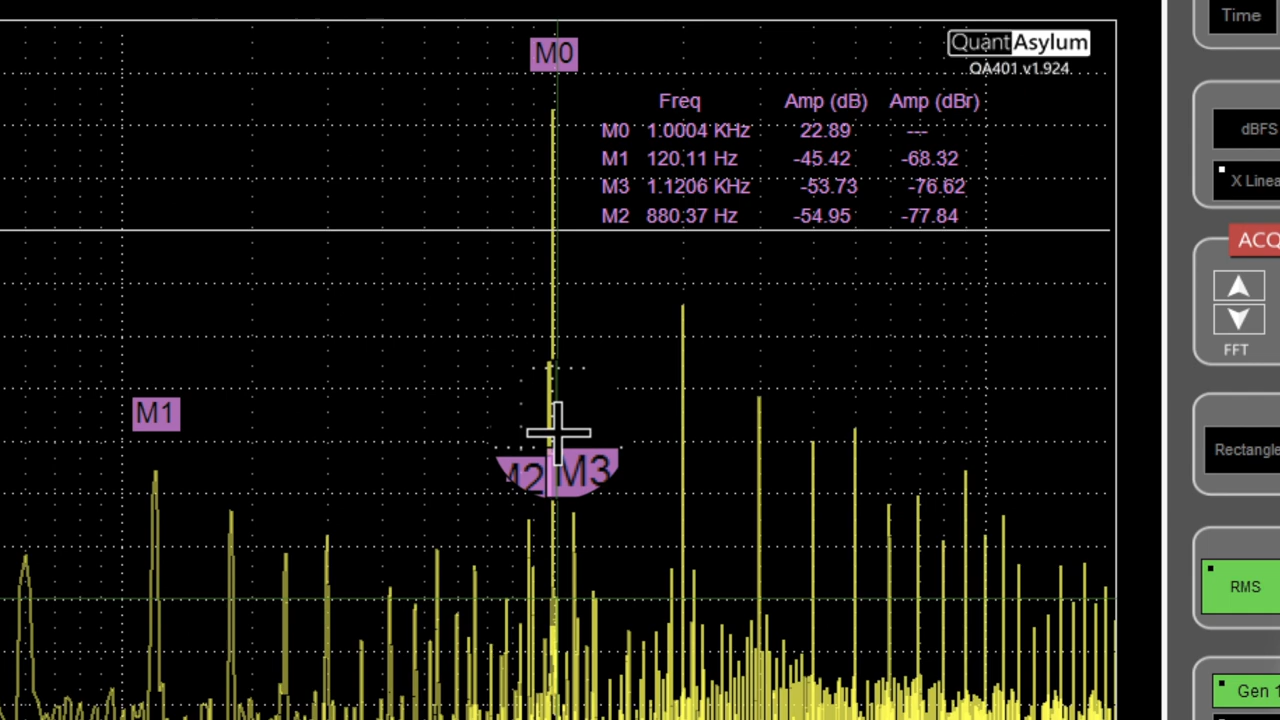 Time
M0
QuantAsylum
QA401 v1.924
Freq Amp (dB) Amp (dBr)
M0 1.0004 KHz 22.89 ---
M1 120.11 Hz -45.42 -68.32
M3 1.1206 KHz -53.73 -76.62
M2 880.37 Hz -54.95 -77.84
dBFS
X Linea
ACQ
FFT
M1
M2 M3
Rectangle
RMS
Gen 1